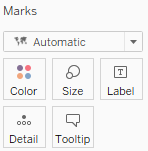 Marks
Automatic
Color Size Label
Detail Tooltip